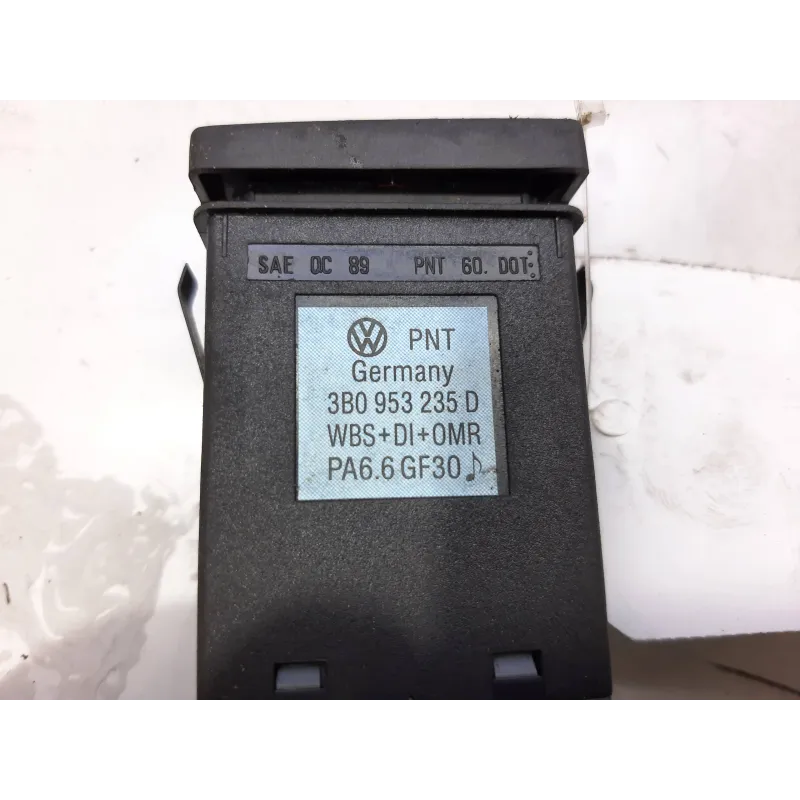 SAE OC 89 PNT 60. DOT
PNT
Germany
3B0 953 235 D
WBS+DI+OMR
PA6.6 GF30